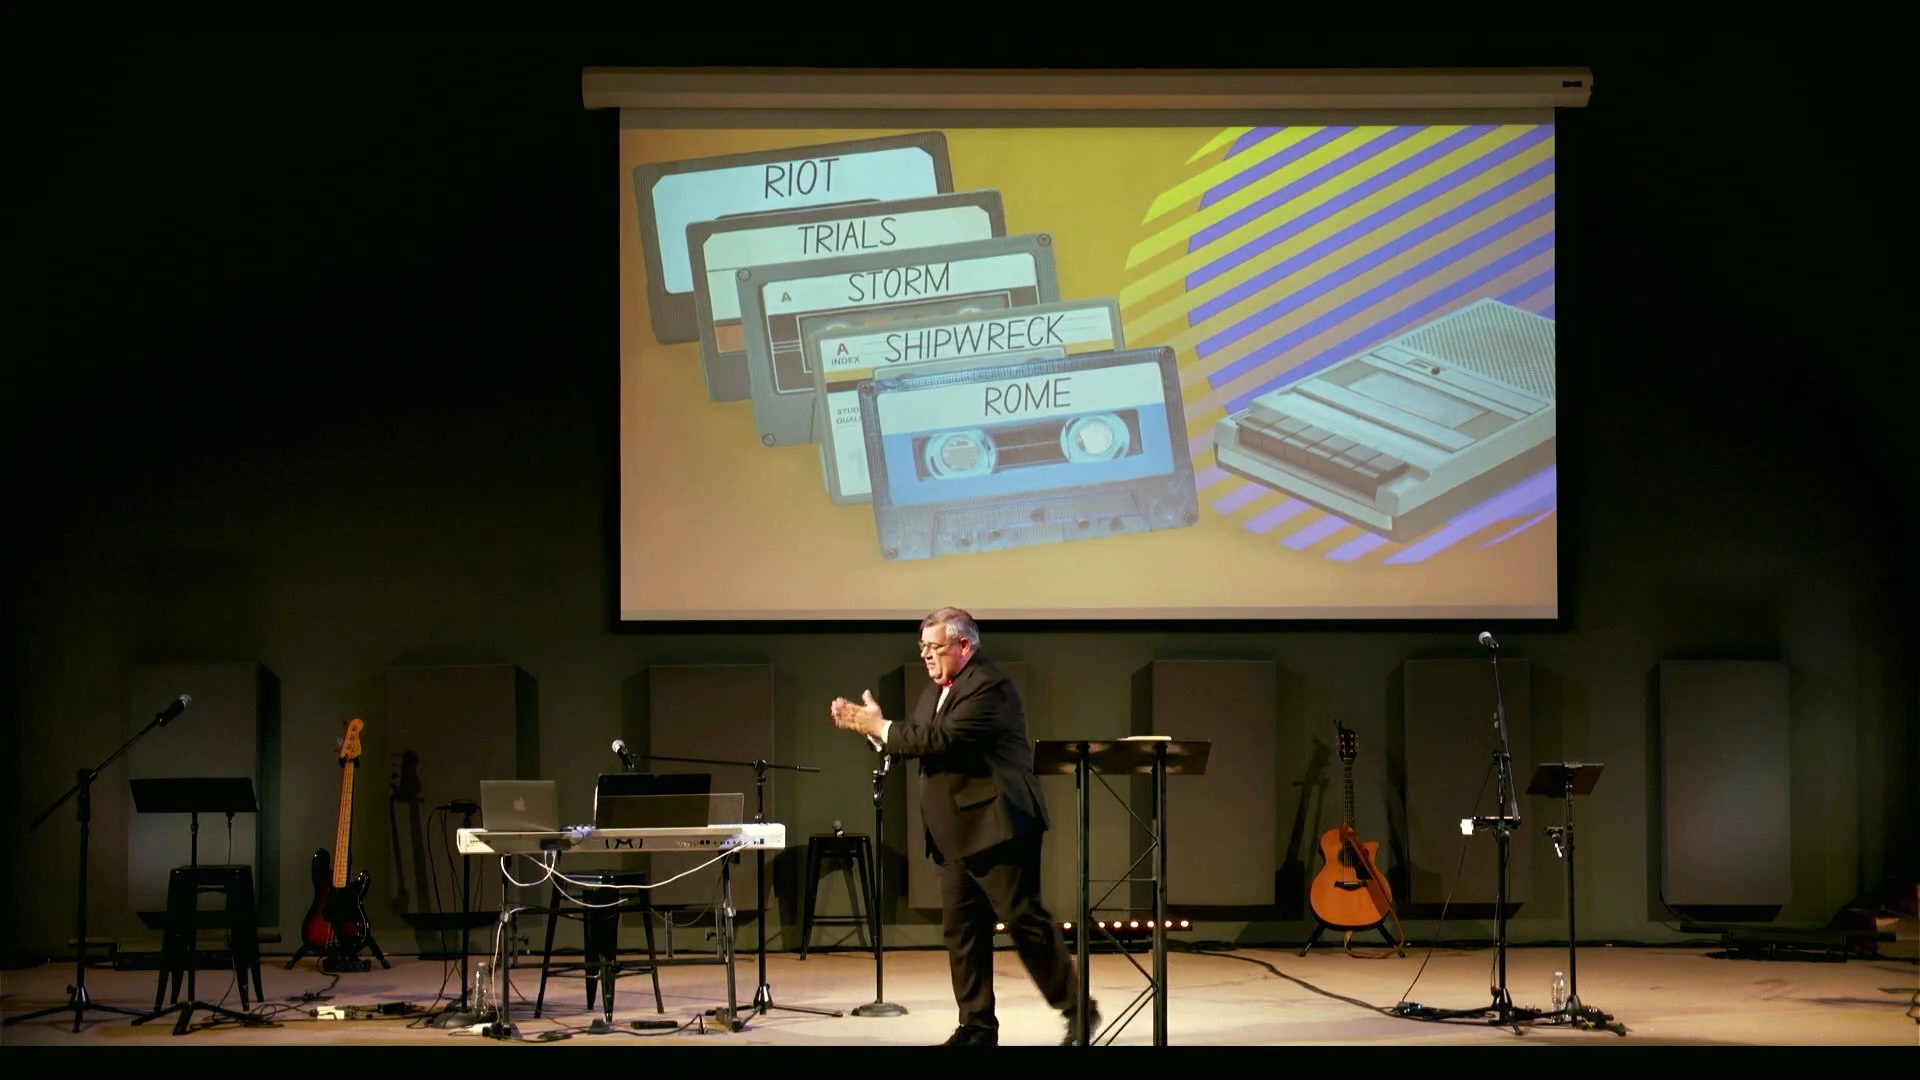 RIOT
TRIALS
A
STORM
A
INDEX
SHIPWRECK
ROME